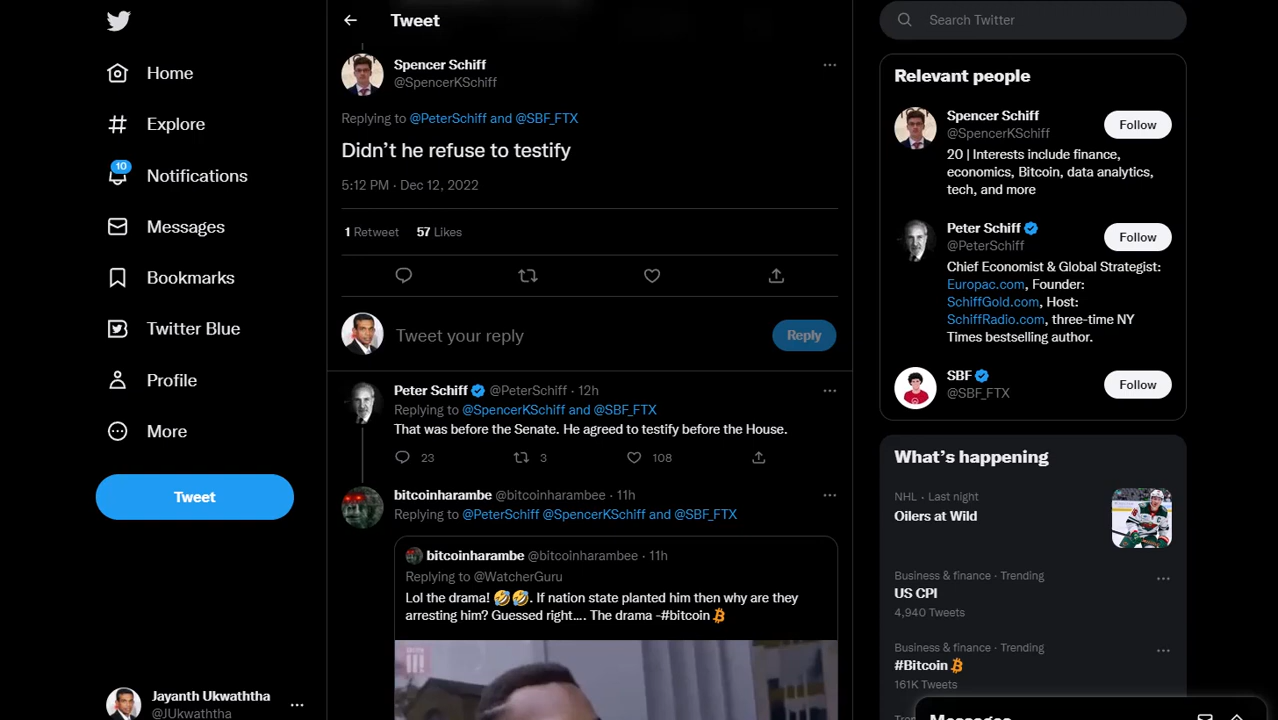 Home
Explore
10
Notifications
Messages
Bookmarks
Twitter Blue
Profile
More
Tweet
Jayanth Ukwaththa
@JUkwaththa
Tweet
Spencer Schiff
@SpencerKSchiff
Replying to @PeterSchiff and @SBF_FTX
Didn’t he refuse to testify
5:12 PM · Dec 12, 2022
1 Retweet 57 Likes
Tweet your reply
Reply
Peter Schiff @PeterSchiff · 12h
Replying to @SpencerKSchiff and @SBF_FTX
That was before the Senate. He agreed to testify before the House.
23 3 108
bitcoinharambe @bitcoinharambee · 11h
Replying to @PeterSchiff @SpencerKSchiff and @SBF_FTX
bitcoinharambe @bitcoinharambee · 11h
Replying to @WatcherGuru
Lol the drama! 🤣🤣. If nation state planted him then why are they
arresting him? Guessed right.... The drama -#bitcoin
Search Twitter
Relevant people
Spencer Schiff
@SpencerKSchiff
Follow
20 | Interests include finance,
economics, Bitcoin, data analytics,
tech, and more
Peter Schiff
@PeterSchiff
Follow
Chief Economist & Global Strategist:
Europac.com, Founder:
SchiffGold.com, Host:
SchiffRadio.com, three-time NY
Times bestselling author.
SBF
@SBF_FTX
Follow
What’s happening
NHL · Last night
Oilers at Wild
Business & finance · Trending
US CPI
4,940 Tweets
Business & finance · Trending
#Bitcoin
161K Tweets
Messages